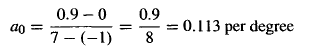 a₀ = (0.9 − 0)/(7 − (−1)) = 0.9/8 = 0.113 per degree